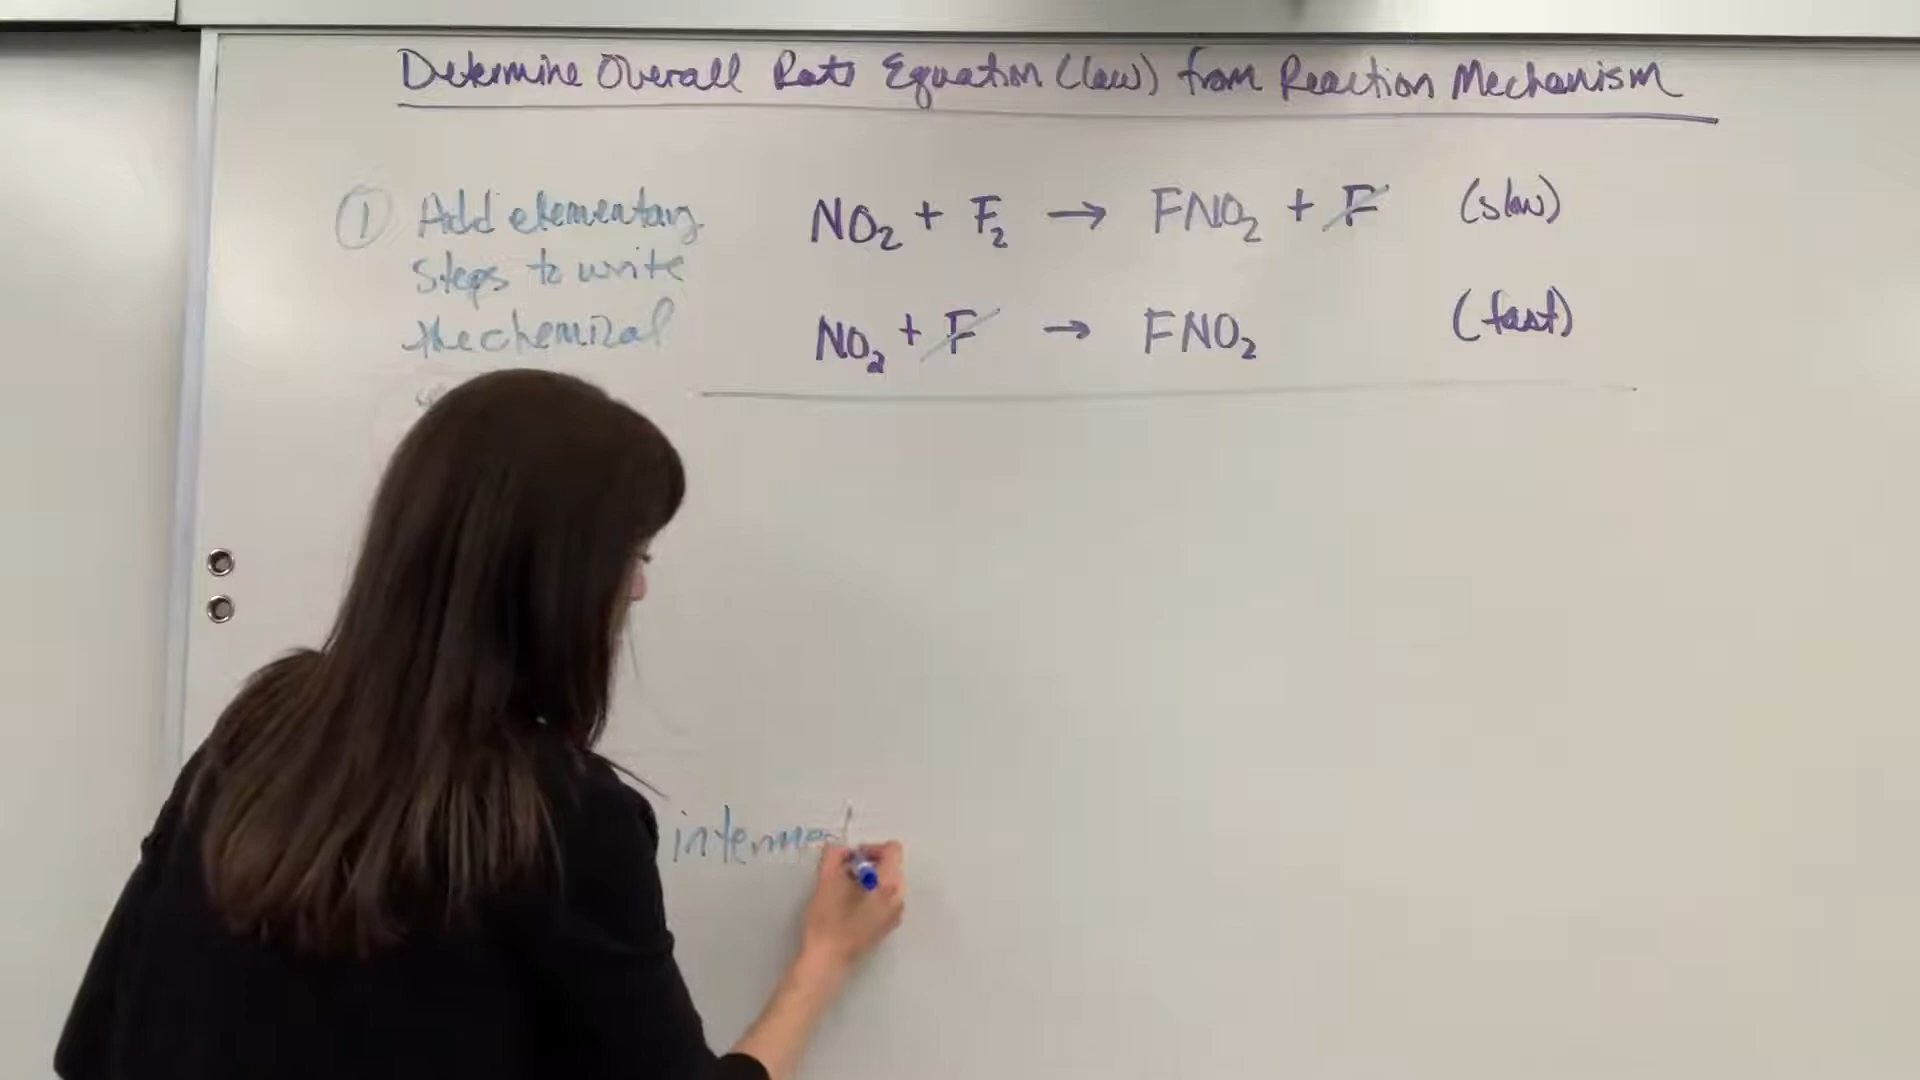 Determine Overall Rate Equation (law) from Reaction Mechanism
① Add elementary
steps to write
the chemical
NO₂ + F₂ → FNO₂ + F (slow)
NO₂ + F → FNO₂ (fast)
intermed